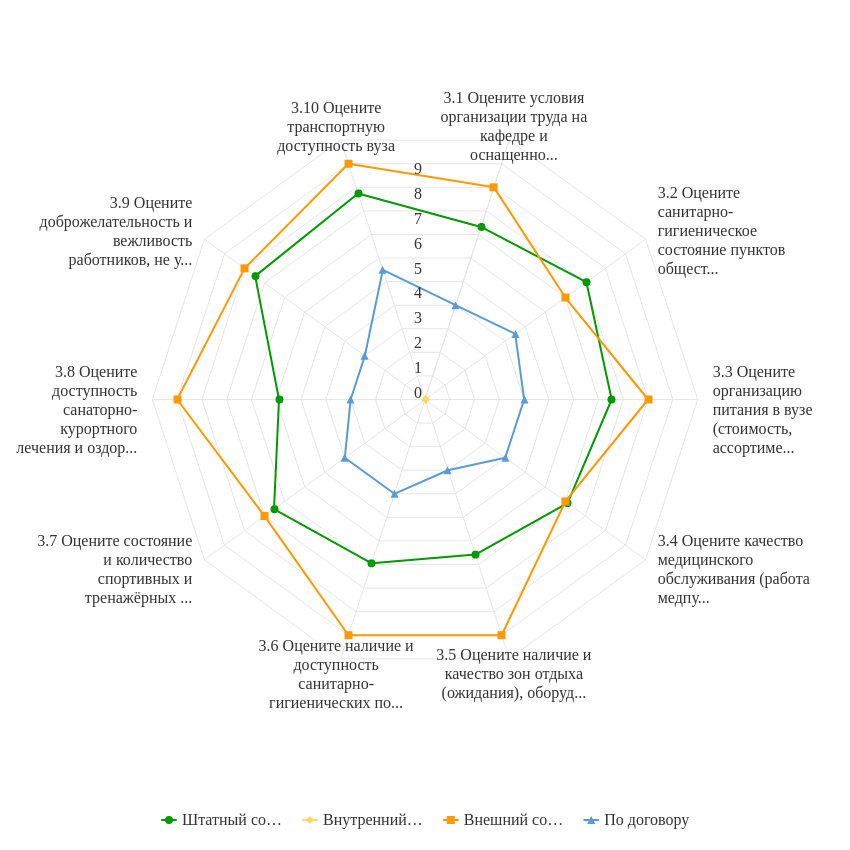 3.10 Оцените
транспортную
доступность вуза
3.1 Оцените условия
организации труда на
кафедре и
оснащенно...
3.2 Оцените
санитарно-
гигиеническое
состояние пунктов
общест...
3.3 Оцените
организацию
питания в вузе
(стоимость,
ассортиме...
3.4 Оцените качество
медицинского
обслуживания (работа
медпу...
3.5 Оцените наличие и
качество зон отдыха
(ожидания), оборуд...
3.6 Оцените наличие и
доступность
санитарно-
гигиенических по...
3.7 Оцените состояние
и количество
спортивных и
тренажёрных ...
3.8 Оцените
доступность
санаторно-
курортного
лечения и оздор...
3.9 Оцените
доброжелательность и
вежливость
работников, не у...
9
8
7
6
5
4
3
2
1
0
Штатный со…
Внутренний…
Внешний со…
По договору